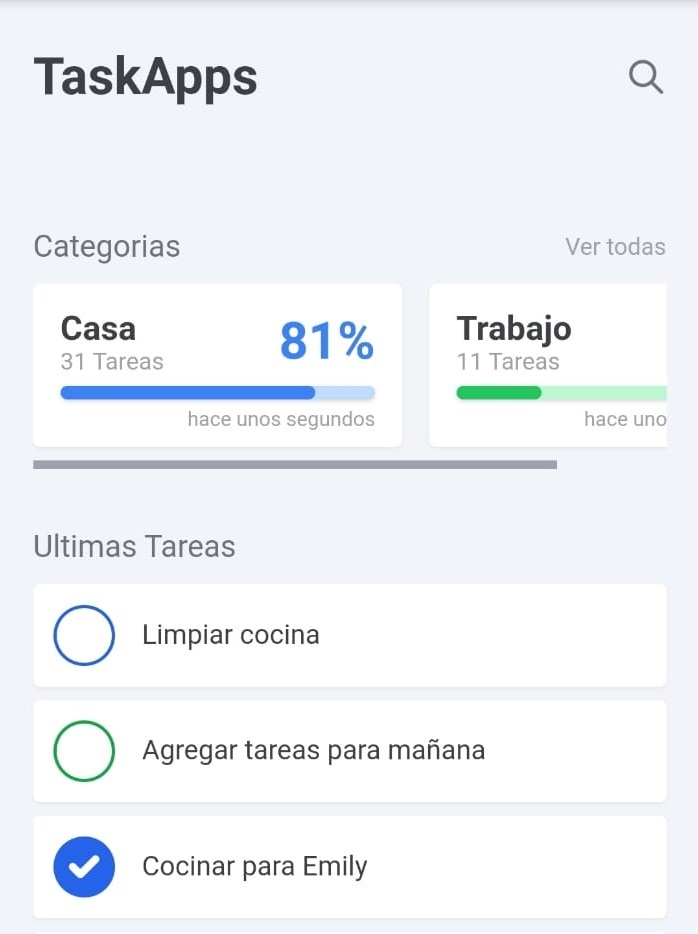 TaskApps
Categorias
Ver todas
Casa
81%
31 Tareas
hace unos segundos
Trabajo
11 Tareas
hace uno
Ultimas Tareas
Limpiar cocina
Agregar tareas para mañana
Cocinar para Emily